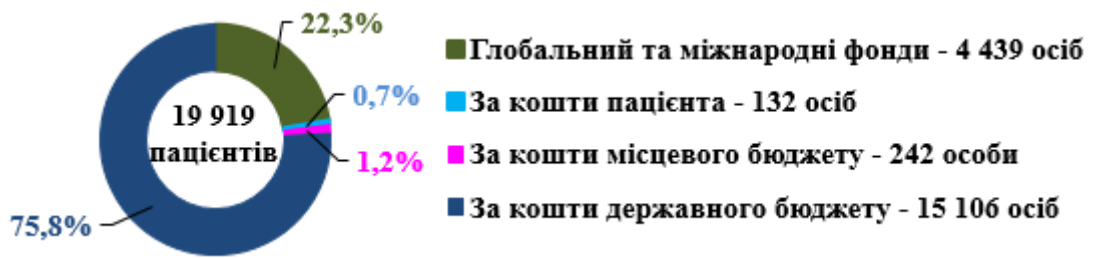 22,3%
0,7%
1,2%
75,8%
19 919
пацієнтів
Глобальний та міжнародні фонди - 4 439 осіб
За кошти пацієнта - 132 осіб
За кошти місцевого бюджету - 242 особи
За кошти державного бюджету - 15 106 осіб